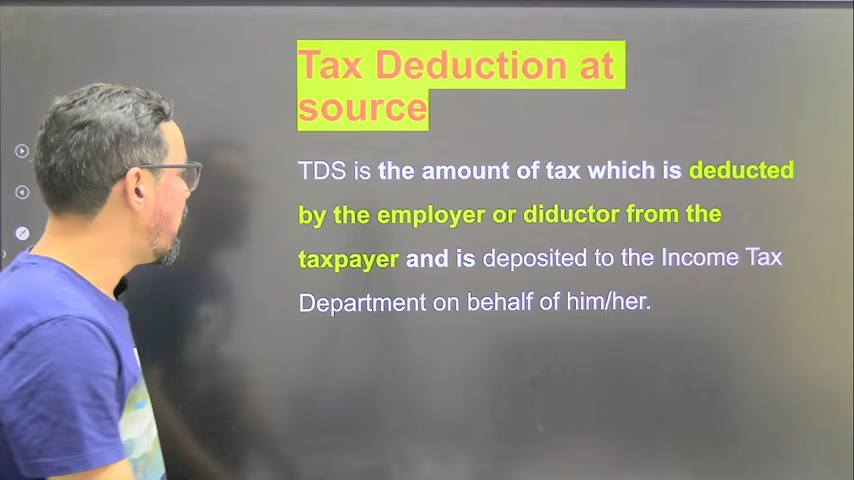 Tax Deduction at
source
TDS is the amount of tax which is deducted
by the employer or diductor from the
taxpayer and is deposited to the Income Tax
Department on behalf of him/her.